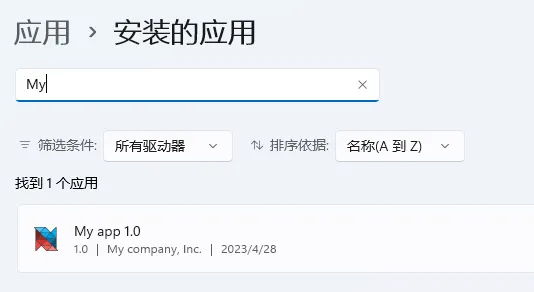 应用 › 安装的应用
My
筛选条件: 所有驱动器 排序依据: 名称(A 到 Z)
找到 1 个应用
My app 1.0
1.0 | My company, Inc. | 2023/4/28